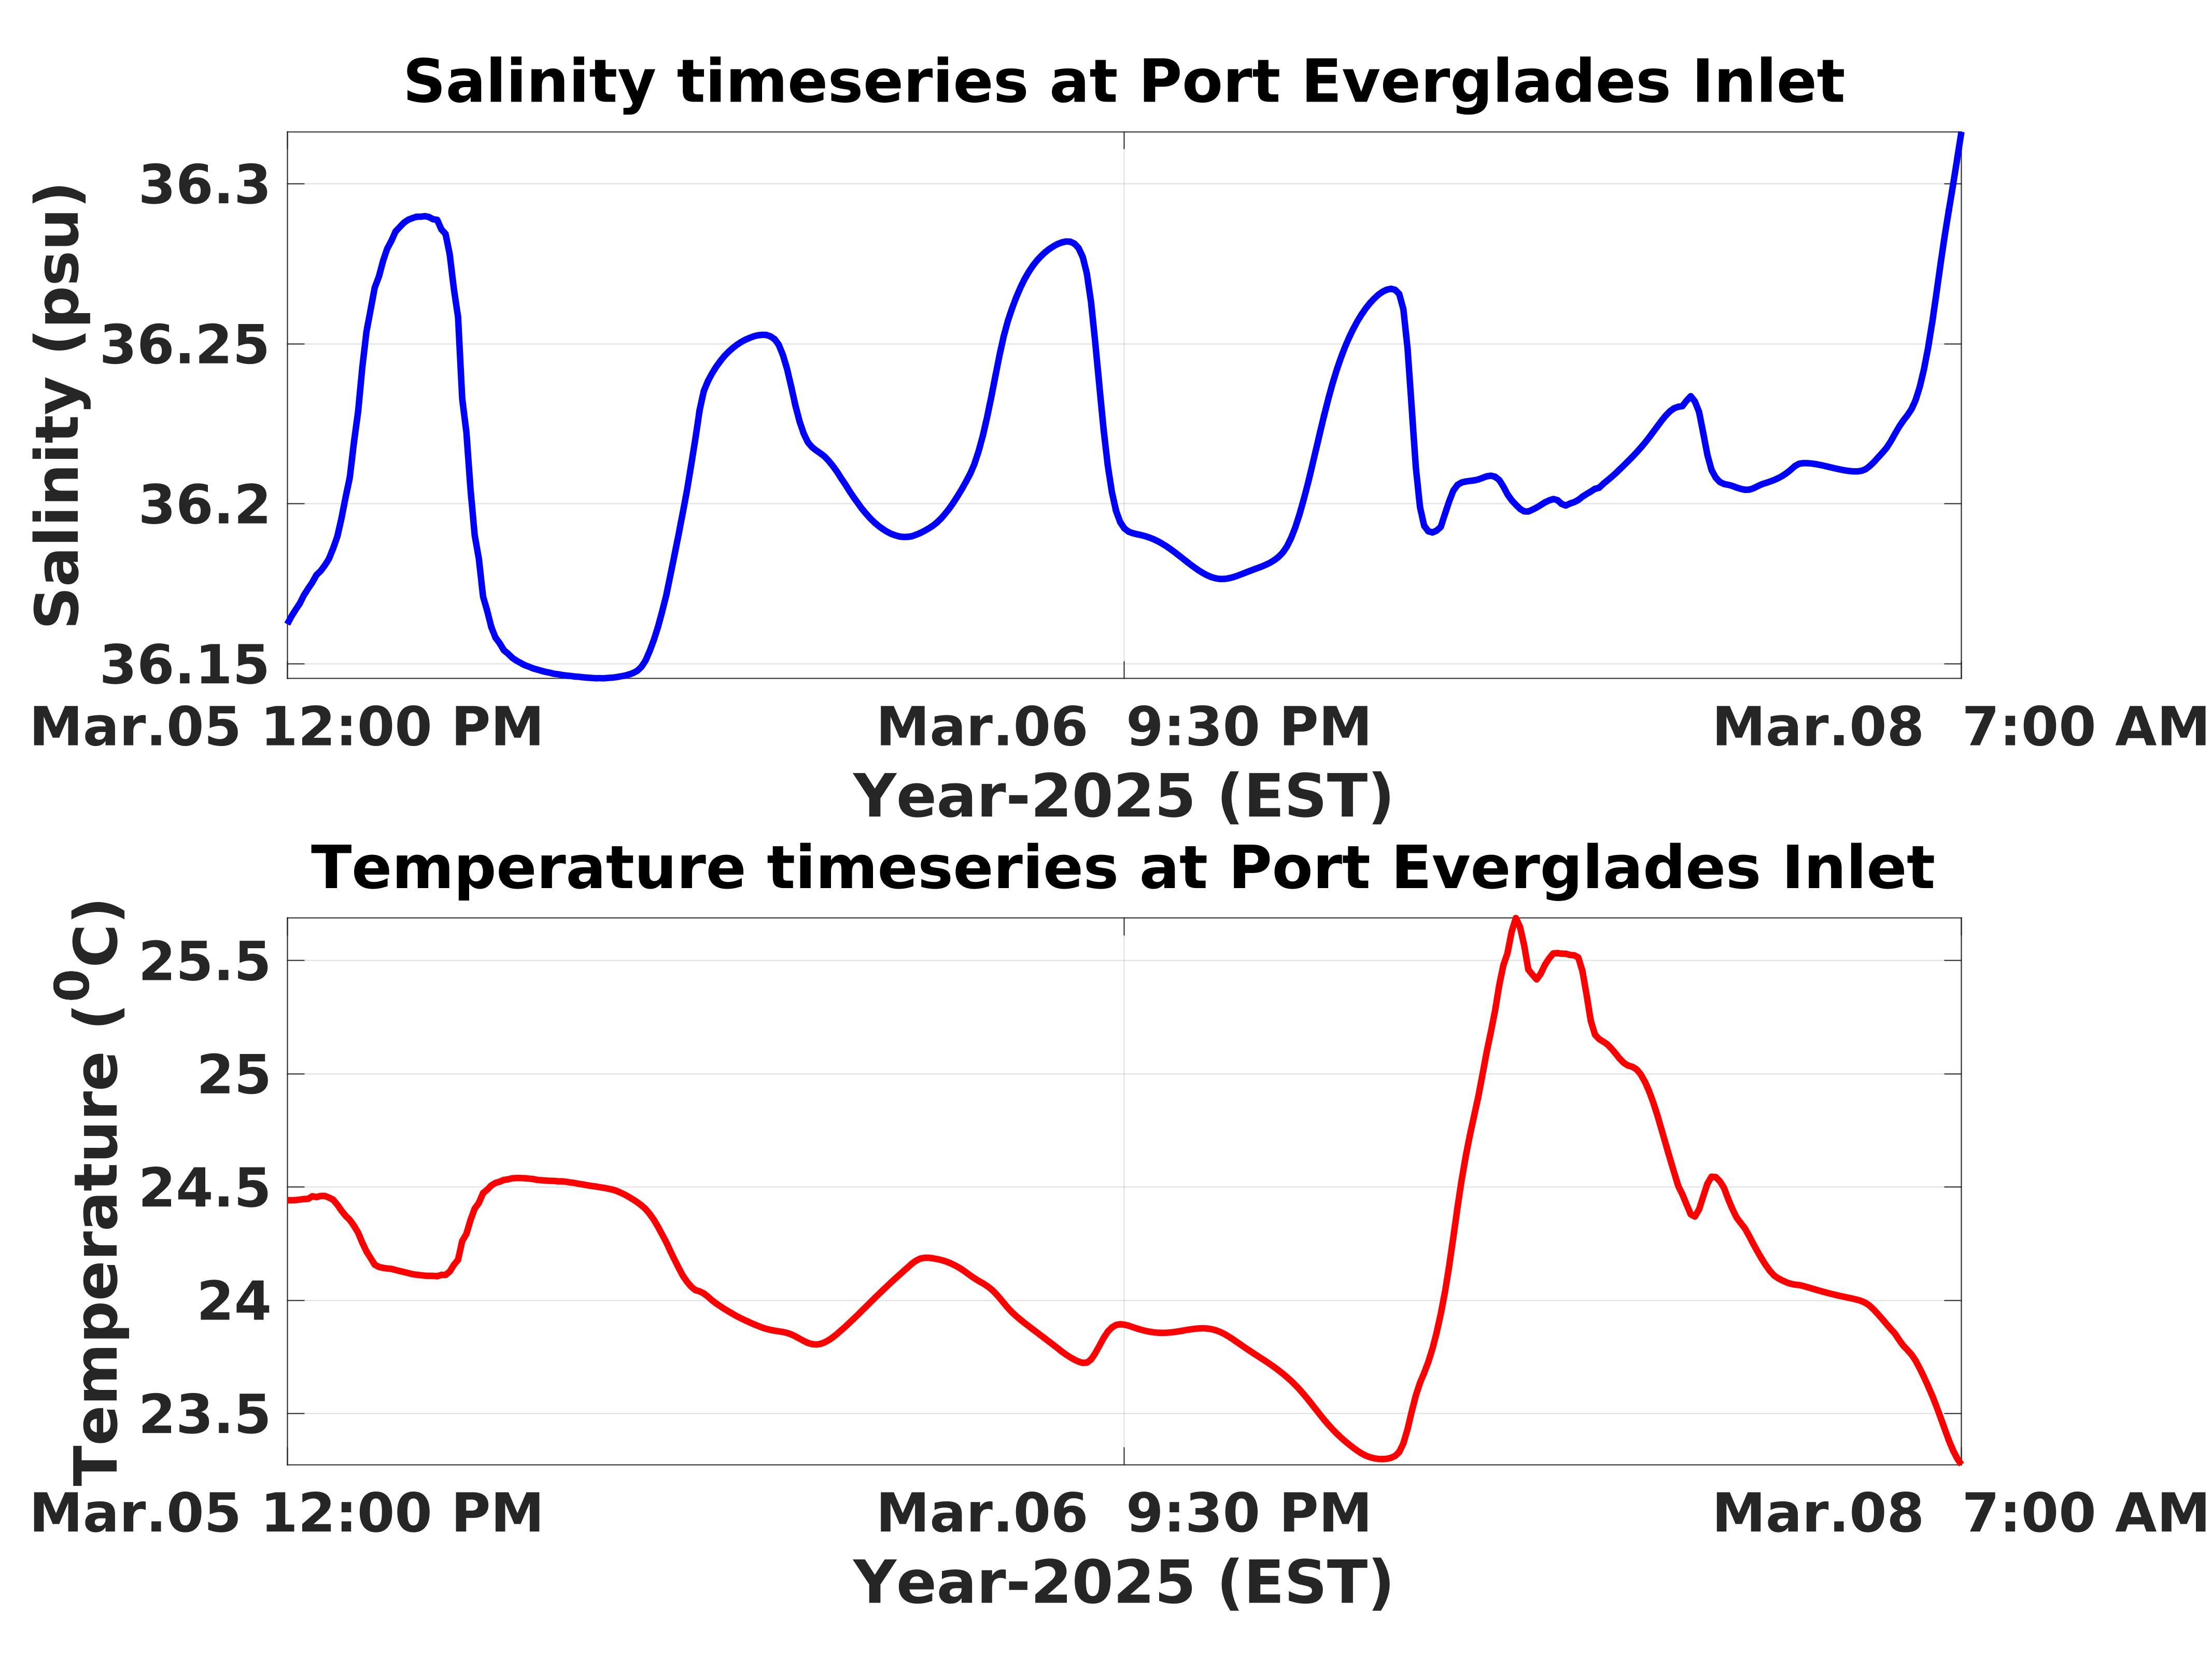 Salinity timeseries at Port Everglades Inlet
Salinity (psu)
36.3
36.25
36.2
36.15
Mar.05 12:00 PM Mar.06  9:30 PM Mar.08  7:00 AM
Year-2025 (EST)
Temperature timeseries at Port Everglades Inlet
Temperature (⁰C)
25.5
25
24.5
24
23.5
Mar.05 12:00 PM Mar.06  9:30 PM Mar.08  7:00 AM
Year-2025 (EST)